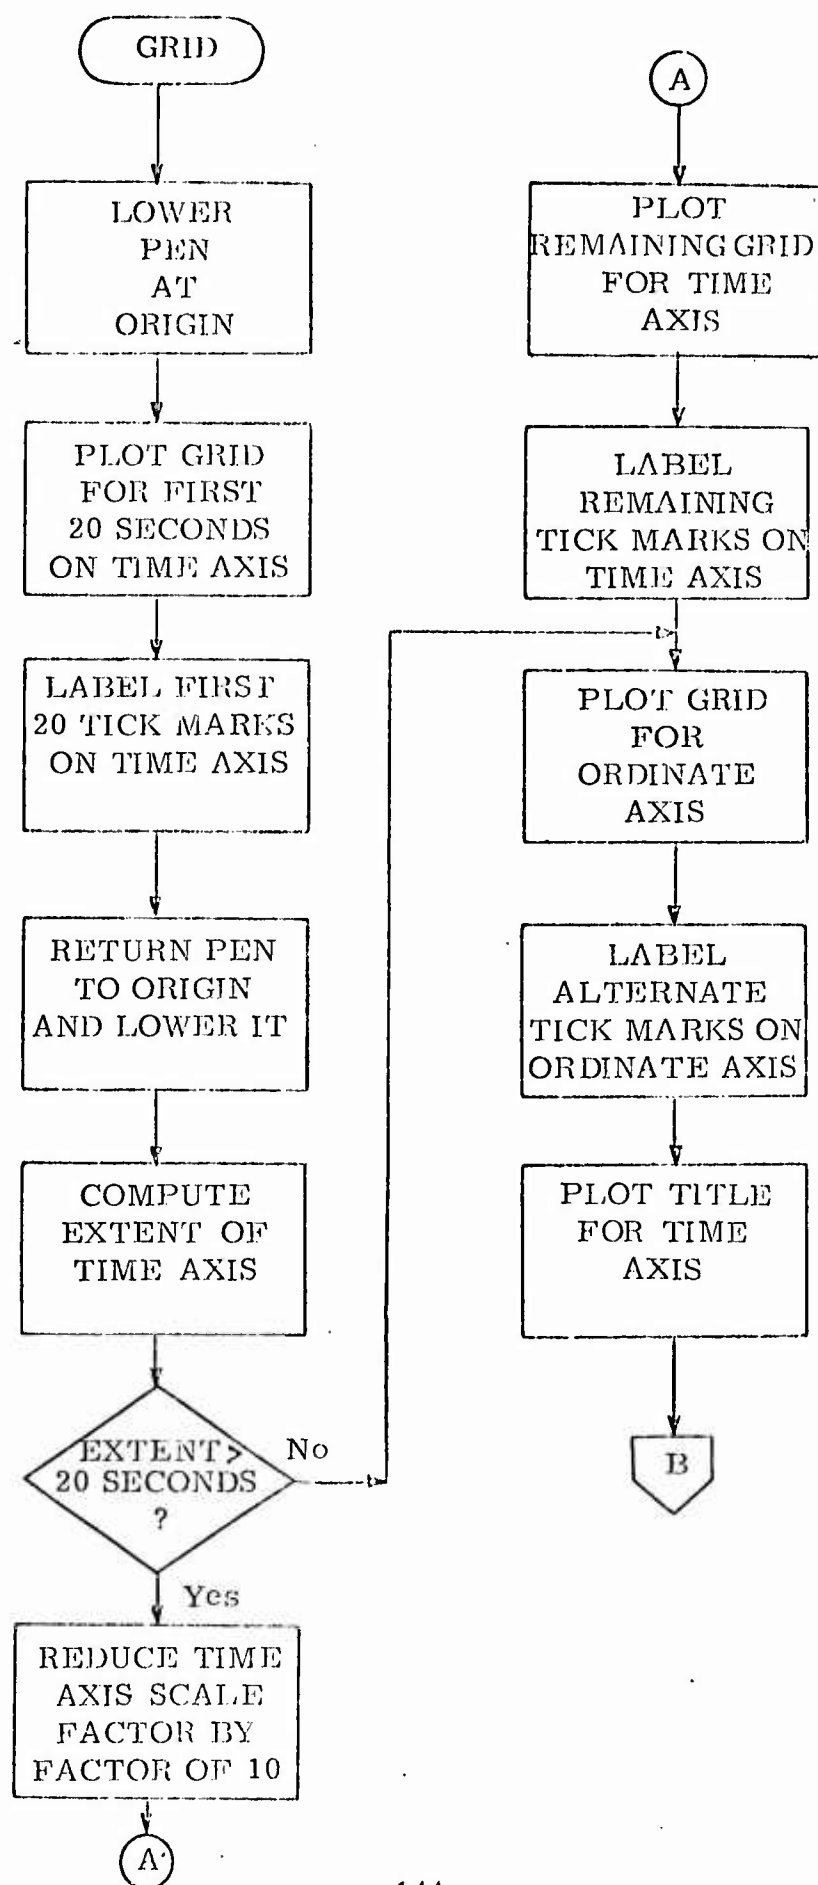 GRID
LOWER
PEN
AT
ORIGIN
PLOT GRID
FOR FIRST
20 SECONDS
ON TIME AXIS
LABEL FIRST
20 TICK MARKS
ON TIME AXIS
RETURN PEN
TO ORIGIN
AND LOWER IT
COMPUTE
EXTENT OF
TIME AXIS
EXTENT >
20 SECONDS
?
No
Yes
REDUCE TIME
AXIS SCALE
FACTOR BY
FACTOR OF 10
A
A
PLOT
REMAINING GRID
FOR TIME
AXIS
LABEL
REMAINING
TICK MARKS ON
TIME AXIS
PLOT GRID
FOR
ORDINATE
AXIS
LABEL
ALTERNATE
TICK MARKS ON
ORDINATE AXIS
PLOT TITLE
FOR TIME
AXIS
B